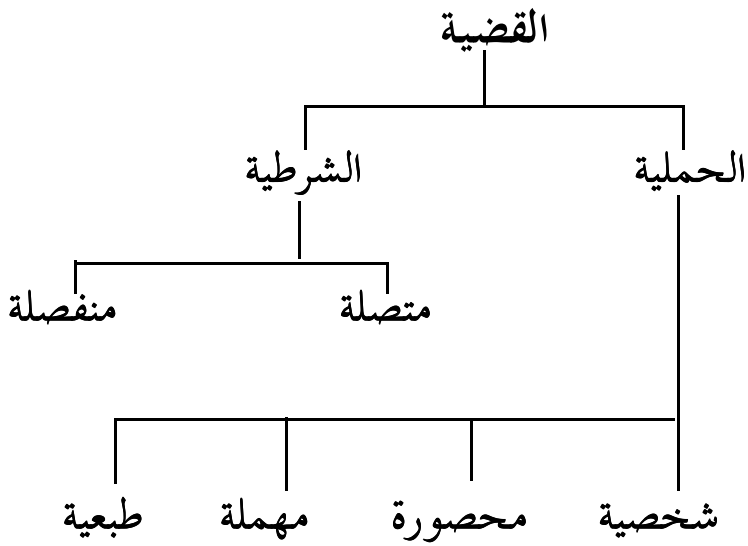 القضية
الحملية الشرطية
متصلة منفصلة
شخصية محصورة مهملة طبعية